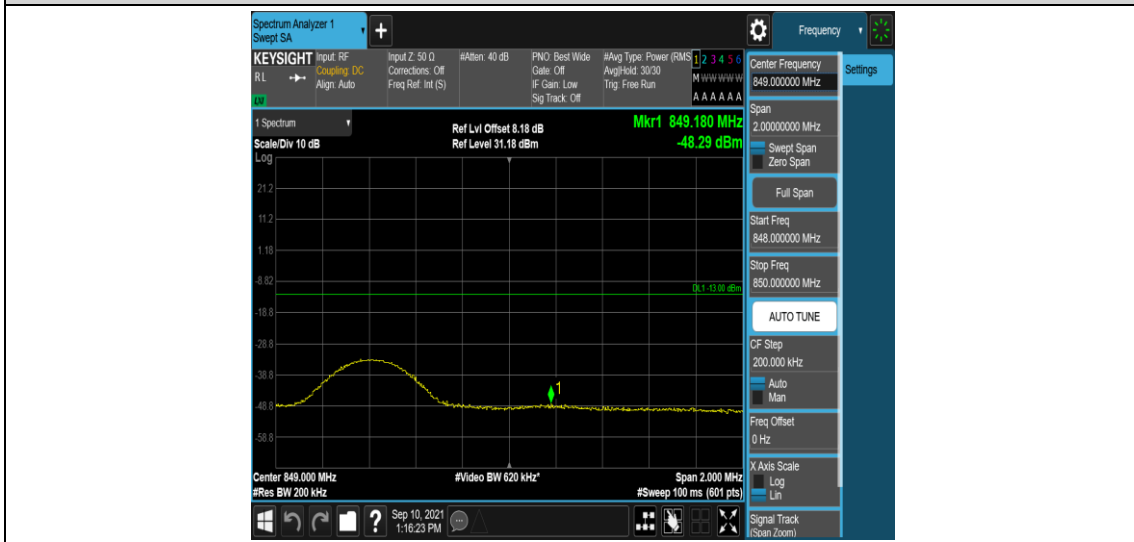 Spectrum Analyzer 1
Swept SA
Frequency
KEYSIGHT
RL
LXI
Input: RF
Coupling: DC
Align: Auto
Input Z: 50 Ω
Corrections: Off
Freq Ref: Int (S)
#Atten: 40 dB
PNO: Best Wide
Gate: Off
IF Gain: Low
Sig Track: Off
#Avg Type: Power (RMS
Avg|Hold: 30/30
Trig: Free Run
1 2 3 4 5 6
M W W W W W
A A A A A A
Center Frequency
849.000000 MHz
Settings
Span
2.00000000 MHz
Swept Span
Zero Span
Full Span
Start Freq
848.000000 MHz
Stop Freq
850.000000 MHz
AUTO TUNE
CF Step
200.000 kHz
Auto
Man
Freq Offset
0 Hz
X Axis Scale
Log
Lin
Signal Track
(Span Zoom)
1 Spectrum
Scale/Div 10 dB
Log
Ref Lvl Offset 8.18 dB
Ref Level 31.18 dBm
Mkr1 849.180 MHz
-48.29 dBm
21.2
11.2
1.18
-8.82
DL1 -13.00 dBm
-18.8
-28.8
-38.8
1
-48.8
-58.8
Center 849.000 MHz
#Video BW 620 kHz*
Span 2.000 MHz
#Res BW 200 kHz
#Sweep 100 ms (601 pts)
?
Sep 10, 2021
1:16:23 PM